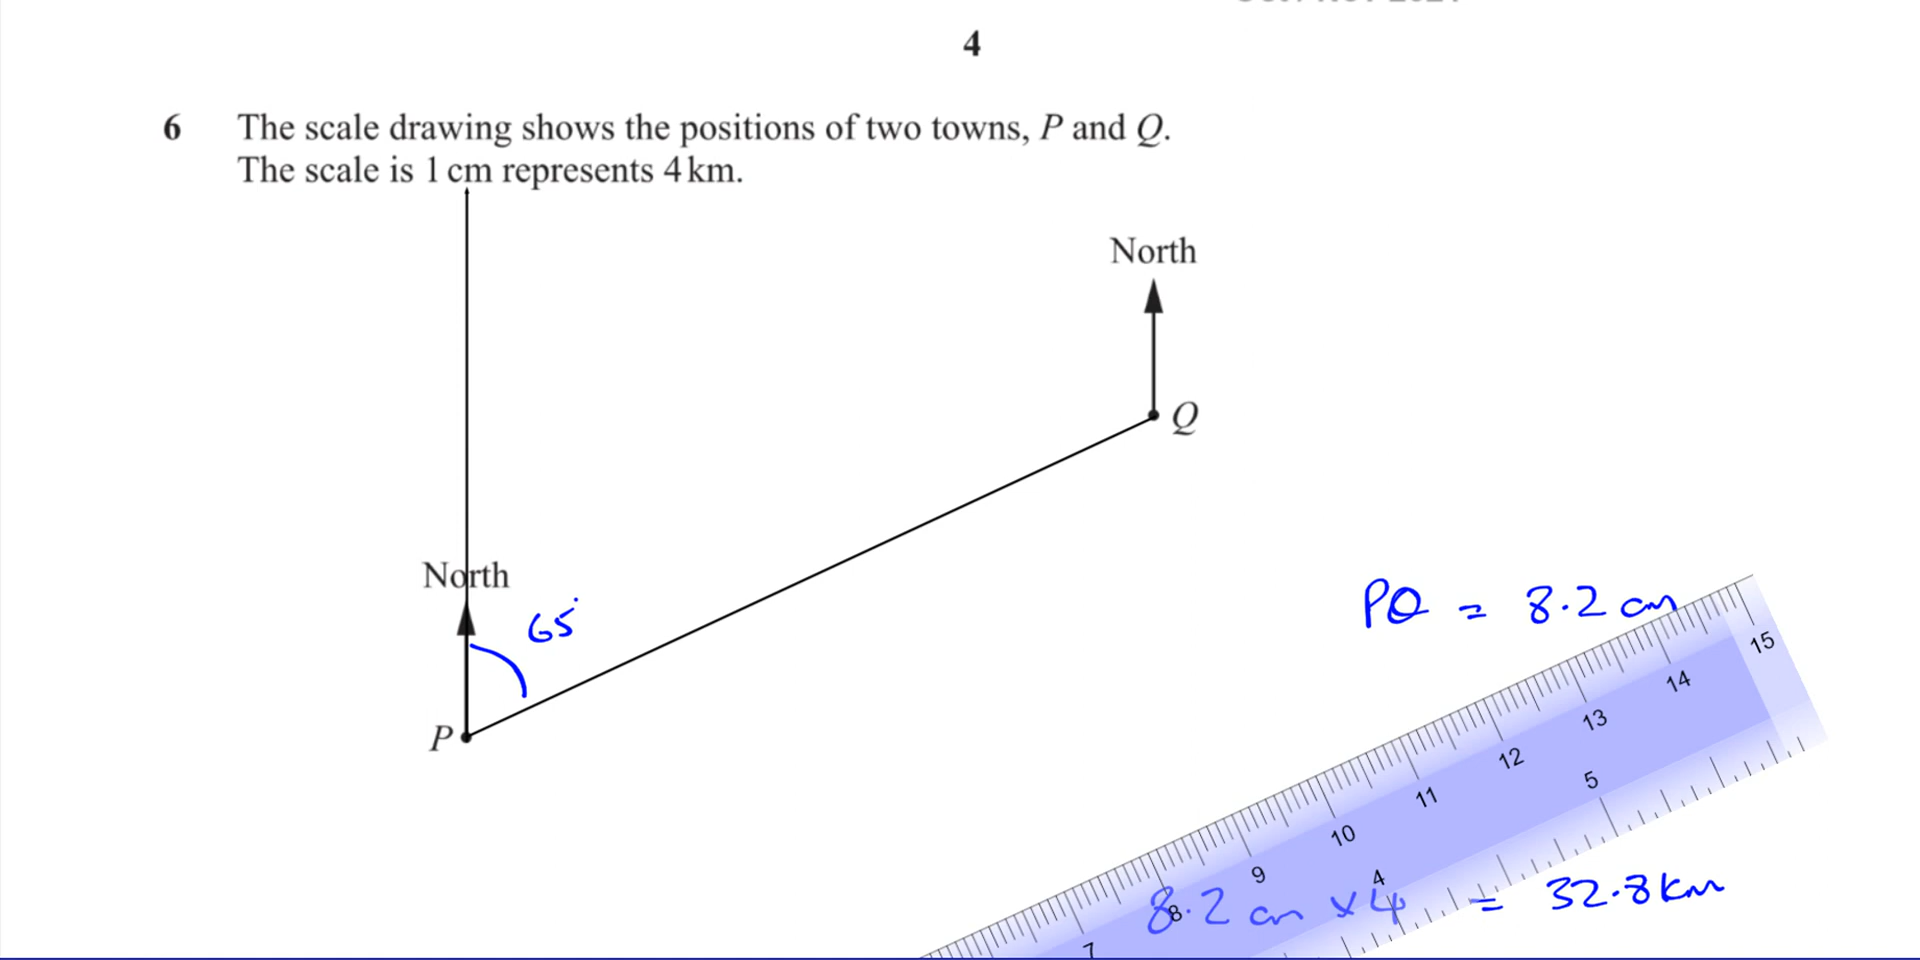 4
6 The scale drawing shows the positions of two towns, P and Q.
The scale is 1 cm represents 4 km.
North
Q
North
65°
P
PQ = 8.2 cm
15
14
13
12
11
10
9
8
7
5
4
8.2 cm x 4 = 32.8 km